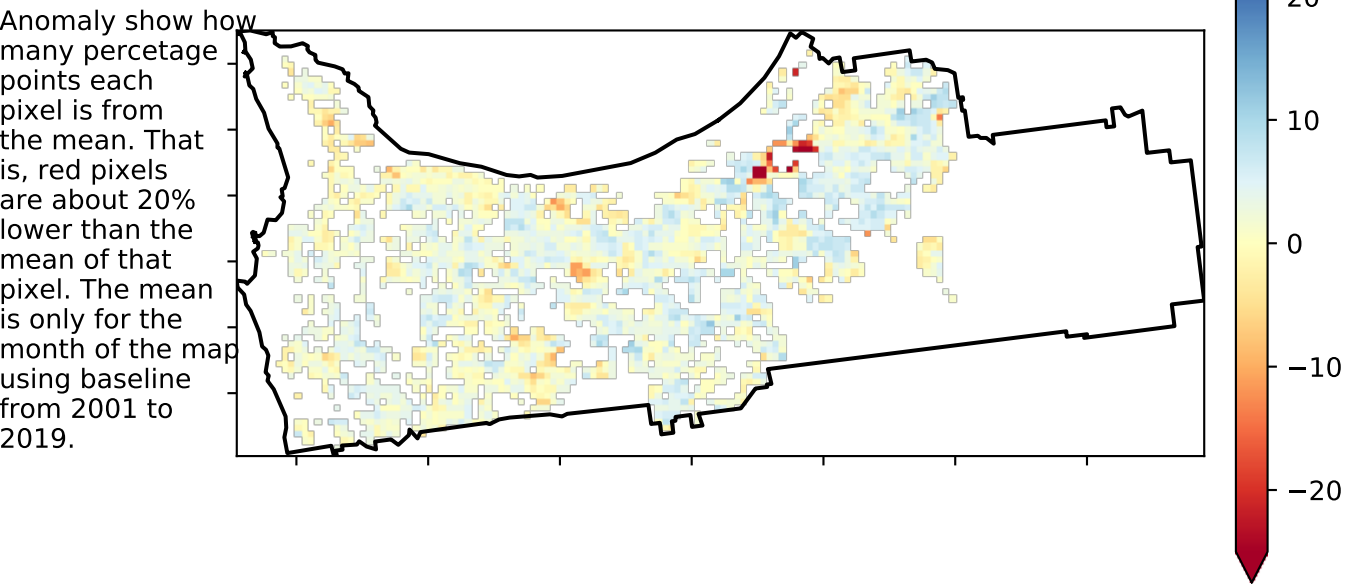 Anomaly show how
many percetage
points each
pixel is from
the mean. That
is, red pixels
are about 20%
lower than the
mean of that
pixel. The mean
is only for the
month of the map
using baseline
from 2001 to
2019.
20
10
0
−10
−20